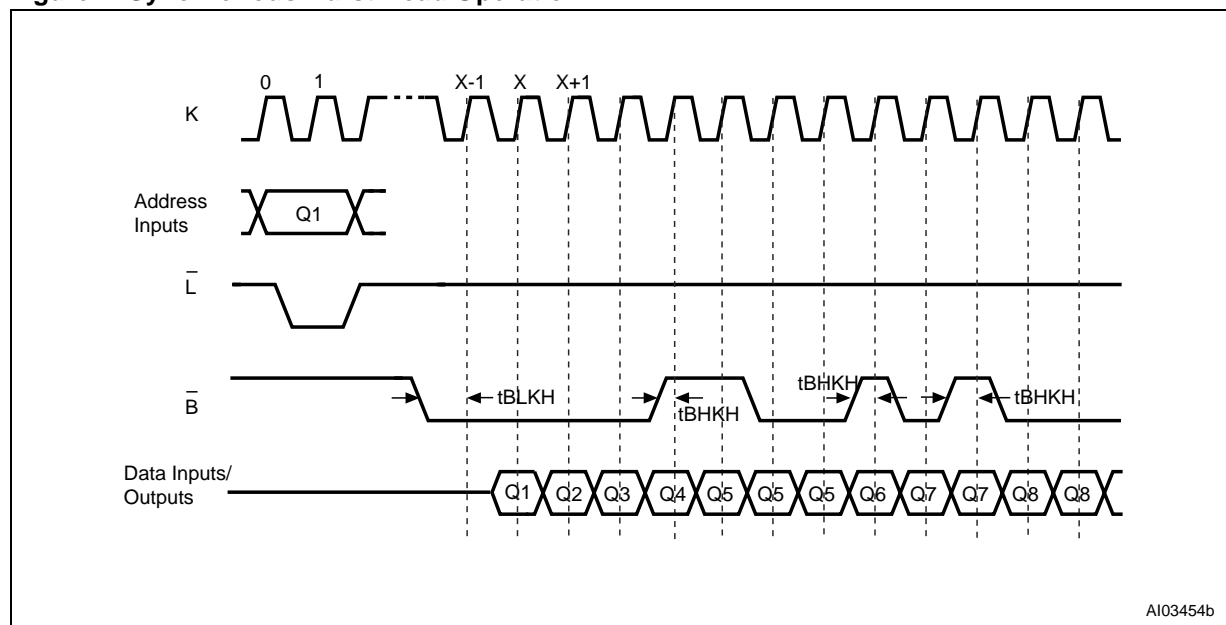 0 1 X-1 X X+1
K
Address
Inputs
Q1
L
B
tBLKH
tBHKH
tBHKH
tBHKH
Data Inputs/
Outputs
Q1 Q2 Q3 Q4 Q5 Q5 Q5 Q6 Q7 Q7 Q8 Q8
AI03454b